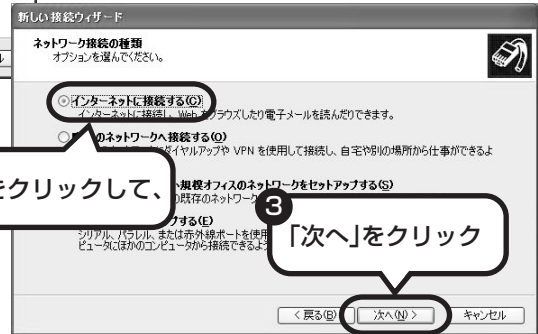 新しい接続ウィザード
ネットワーク接続の種類
オプションを選んでください。
インターネットに接続する(C)
インターネットに接続し、Web をブラウズしたり電子メールを読んだりできます。
のネットワークへ接続する(O)
ダイヤルアップや VPN を使用して接続し、自宅や別の場所から仕事ができるよ
をクリックして、
規模オフィスのネットワークをセットアップする(S)
の既存のネットワーク
❸
「次へ」をクリック
プする(E)
シリアル、パラレル、または赤外線ポートを使用
ピュータにほかのコンピュータから接続できるよう
< 戻る(B)
次へ(N) >
キャンセル